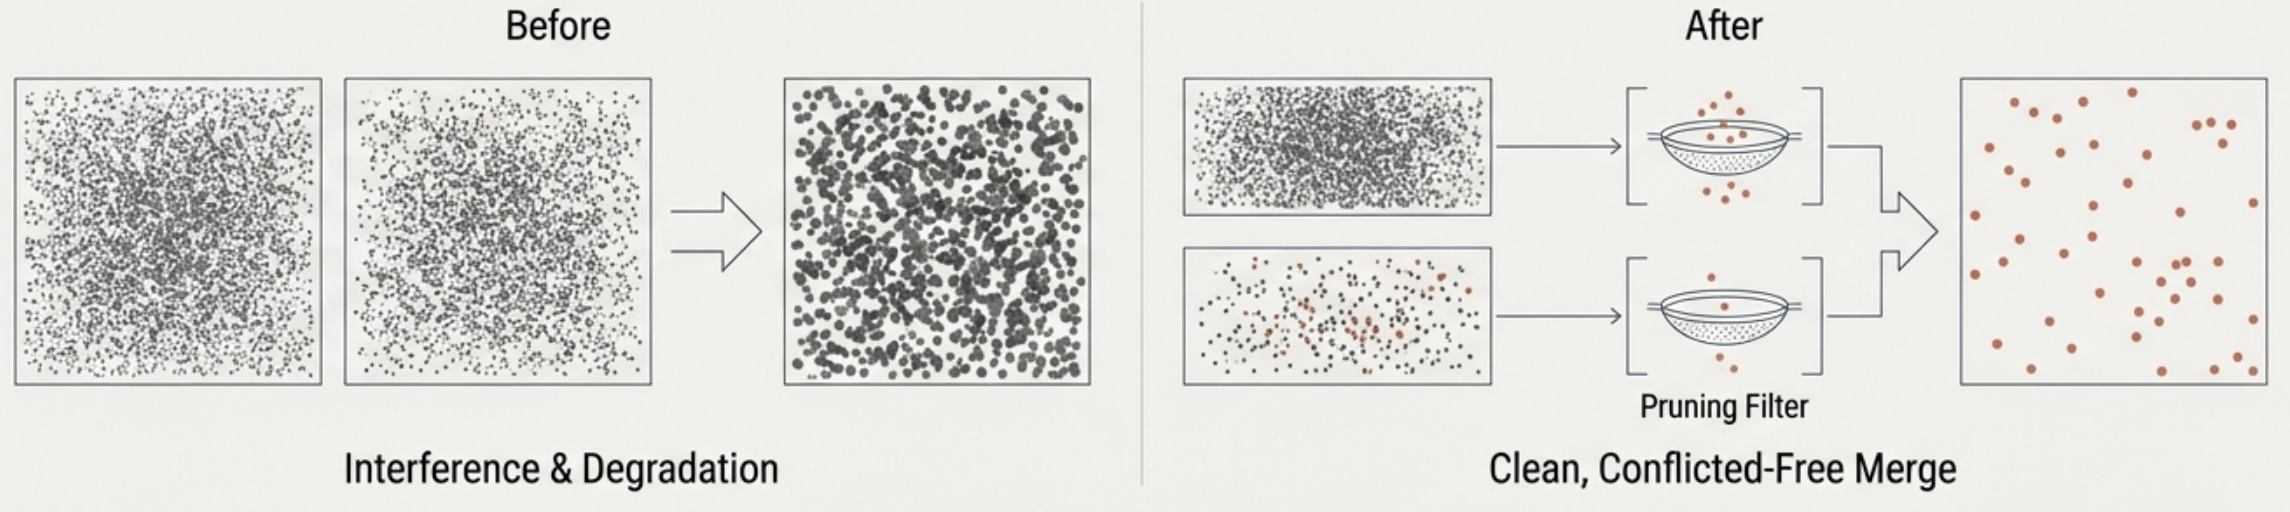 Before
Interference & Degradation
After
Pruning Filter
Clean, Conflicted-Free Merge